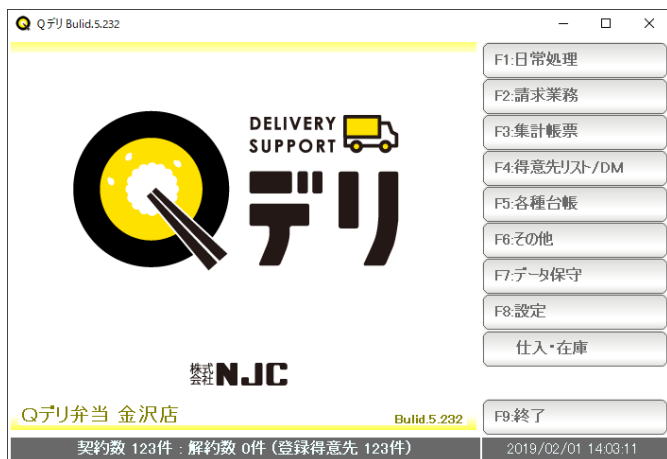 Qデリ Bulid.5.232
DELIVERY
SUPPORT
デリ
株式
会社 NJC
Qデリ弁当 金沢店
Bulid.5.232
契約数 123件 : 解約数 0件 (登録得意先 123件)
F1:日常処理
F2:請求業務
F3:集計帳票
F4:得意先リスト/DM
F5:各種台帳
F6:その他
F7:データ保守
F8:設定
仕入・在庫
F9:終了
2019/02/01 14:03:11